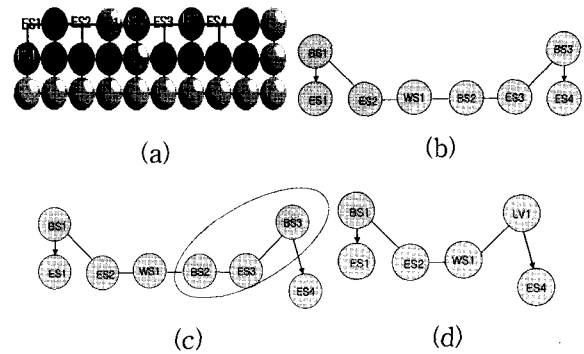 ES1 ES2 ES3 ES4
(a)
BS1 BS3
ES1 ES2 WS1 BS2 ES3 ES4
(b)
BS1 BS3
ES1 ES2 WS1 BS2 ES3
ES4
(c)
BS1 LV1
ES1 ES2 WS1
ES4
(d)